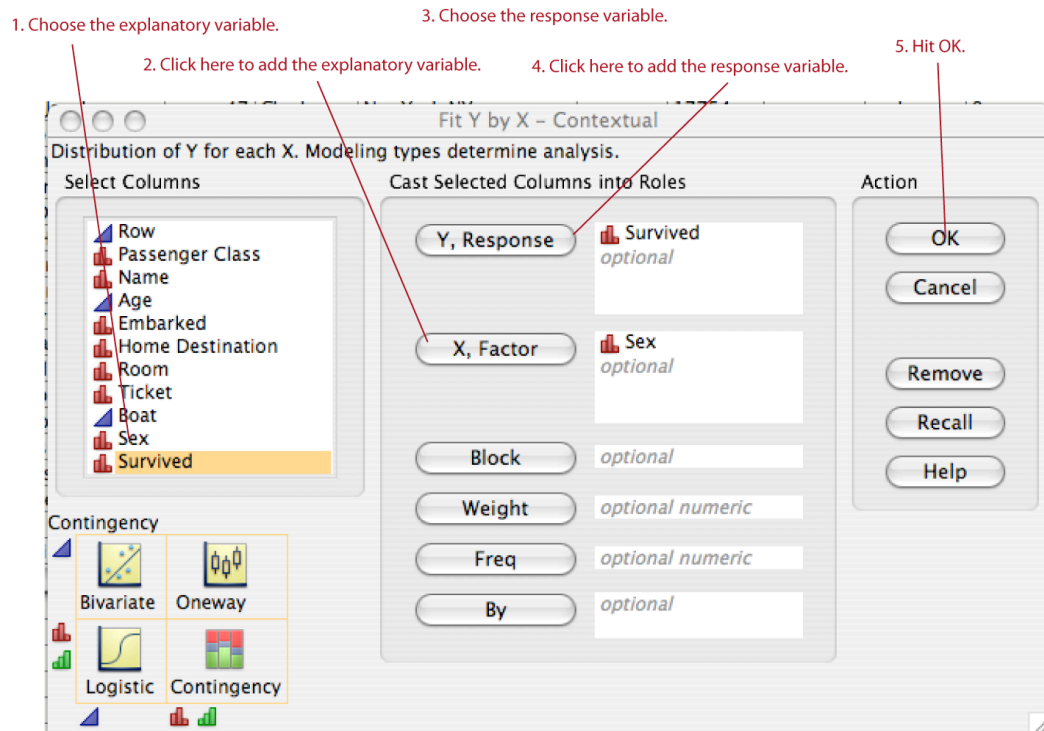 3. Choose the response variable.
1. Choose the explanatory variable.
5. Hit OK.
2. Click here to add the explanatory variable.
4. Click here to add the response variable.
Fit Y by X – Contextual
Distribution of Y for each X. Modeling types determine analysis.
Select Columns
Row
Passenger Class
Name
Age
Embarked
Home Destination
Room
Ticket
Boat
Sex
Survived
Cast Selected Columns into Roles
Y, Response
Survived
optional
X, Factor
Sex
optional
Block
optional
Weight
optional numeric
Freq
optional numeric
By
optional
Action
OK
Cancel
Remove
Recall
Help
Contingency
Bivariate
Oneway
Logistic
Contingency